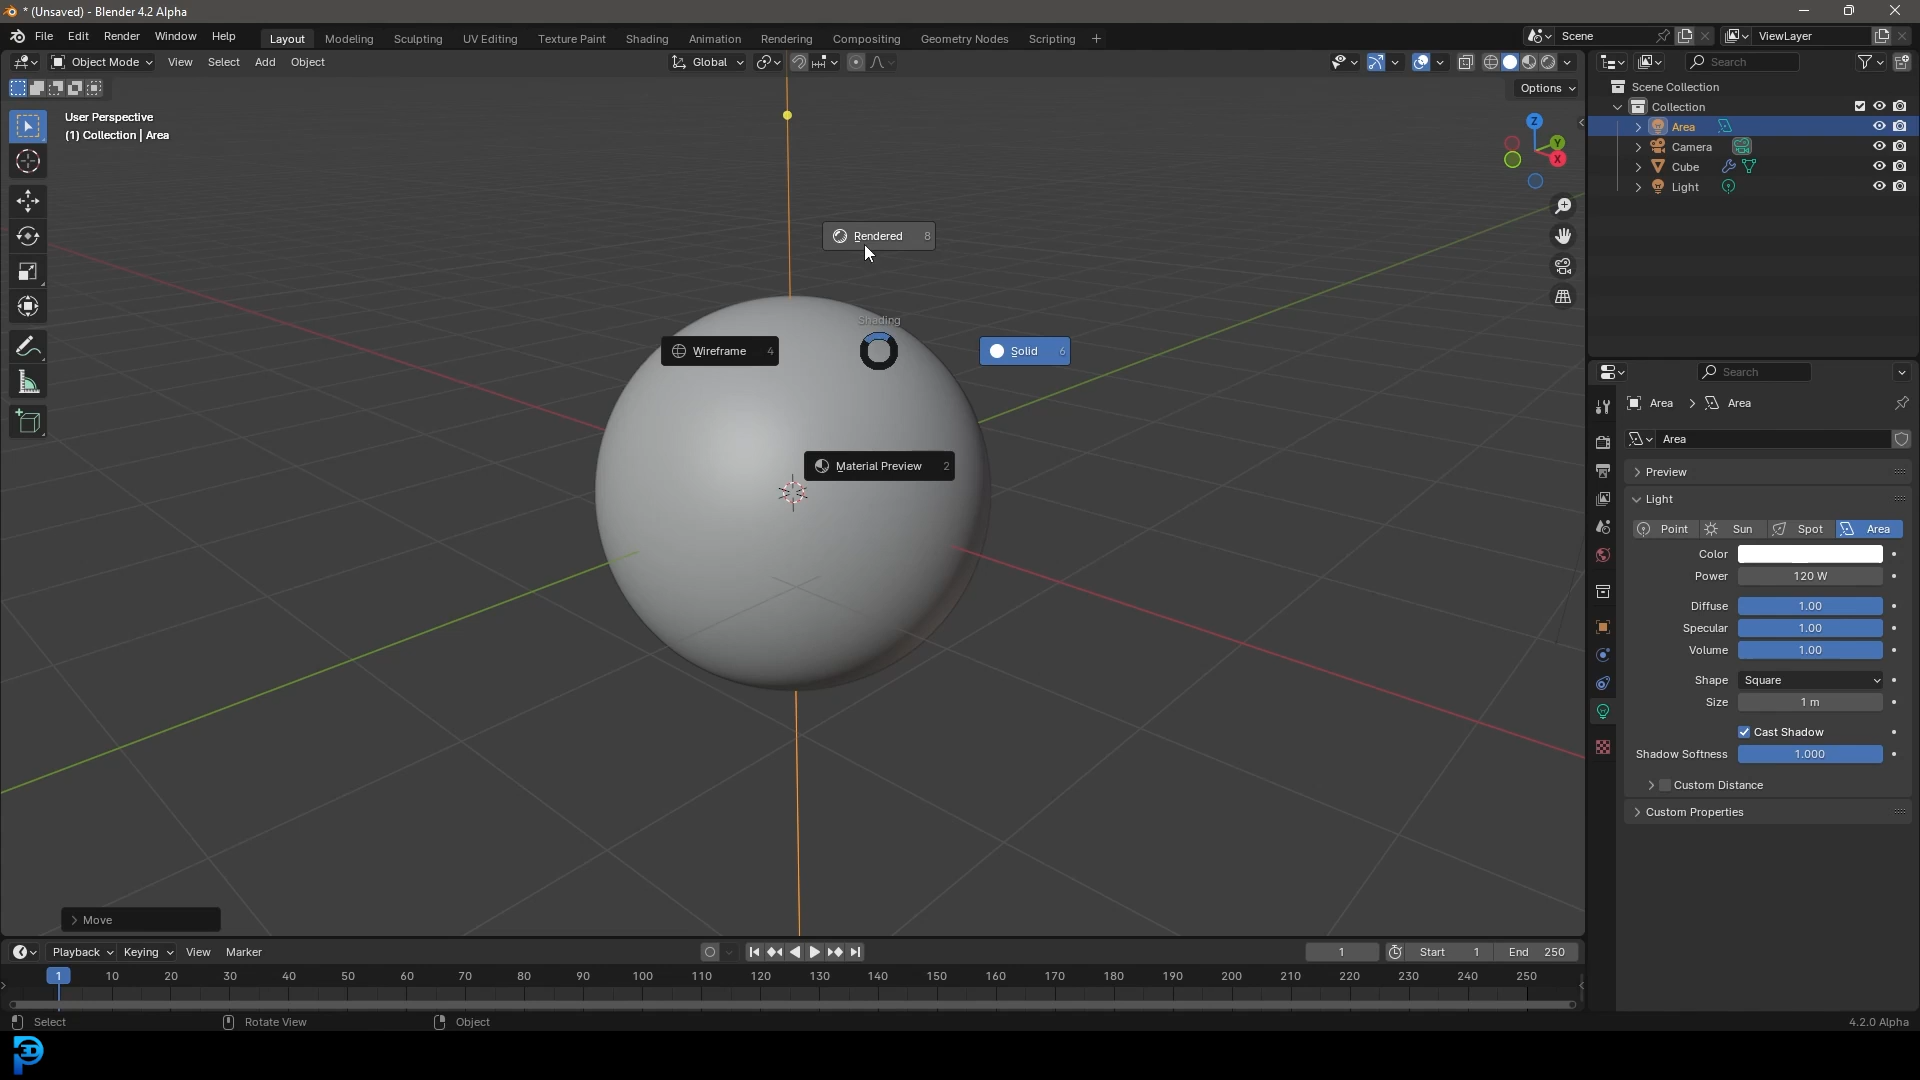 * (Unsaved) - Blender 4.2 Alpha
File Edit Render Window Help
Layout Modeling Sculpting UV Editing Texture Paint Shading Animation Rendering Compositing Geometry Nodes Scripting +
Scene
ViewLayer
Object Mode View Select Add Object
Global
Search
Options
User Perspective
(1) Collection | Area
Z
Y
X
Scene Collection
Collection
Area
Camera
Cube
Light
Rendered 8
Shading
Wireframe 4
Solid 6
Material Preview 2
Search
Area > Area
Area
Preview
Light
Point Sun Spot Area
Color
Power 120 W
Diffuse 1.00
Specular 1.00
Volume 1.00
Shape Square
Size 1 m
Cast Shadow
Shadow Softness 1.000
Custom Distance
Custom Properties
> Move
Playback Keying View Marker
1 Start 1 End 250
1 10 20 30 40 50 60 70 80 90 100 110 120 130 140 150 160 170 180 190 200 210 220 230 240 250
Select Rotate View Object
4.2.0 Alpha